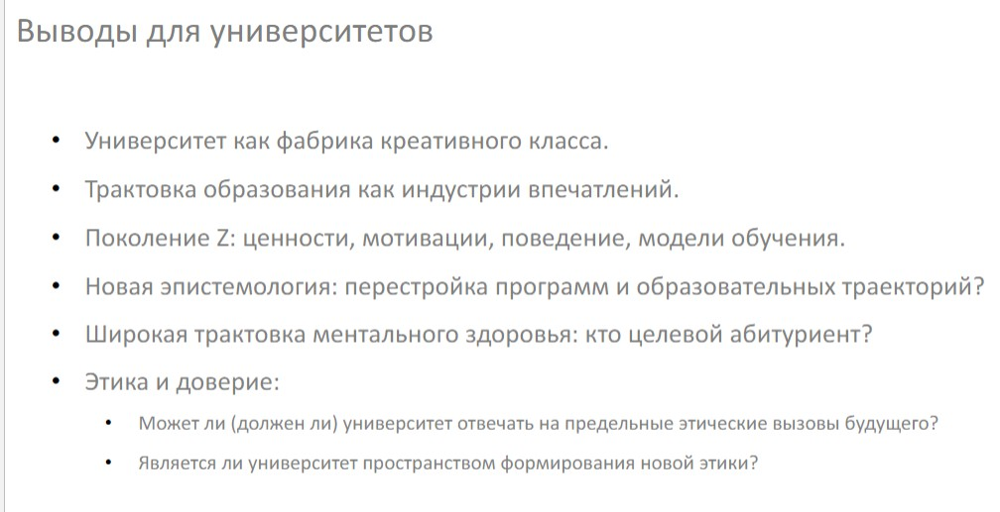 Выводы для университетов
• Университет как фабрика креативного класса.
• Трактовка образования как индустрии впечатлений.
• Поколение Z: ценности, мотивации, поведение, модели обучения.
• Новая эпистемология: перестройка программ и образовательных траекторий?
• Широкая трактовка ментального здоровья: кто целевой абитуриент?
• Этика и доверие:
• Может ли (должен ли) университет отвечать на предельные этические вызовы будущего?
• Является ли университет пространством формирования новой этики?